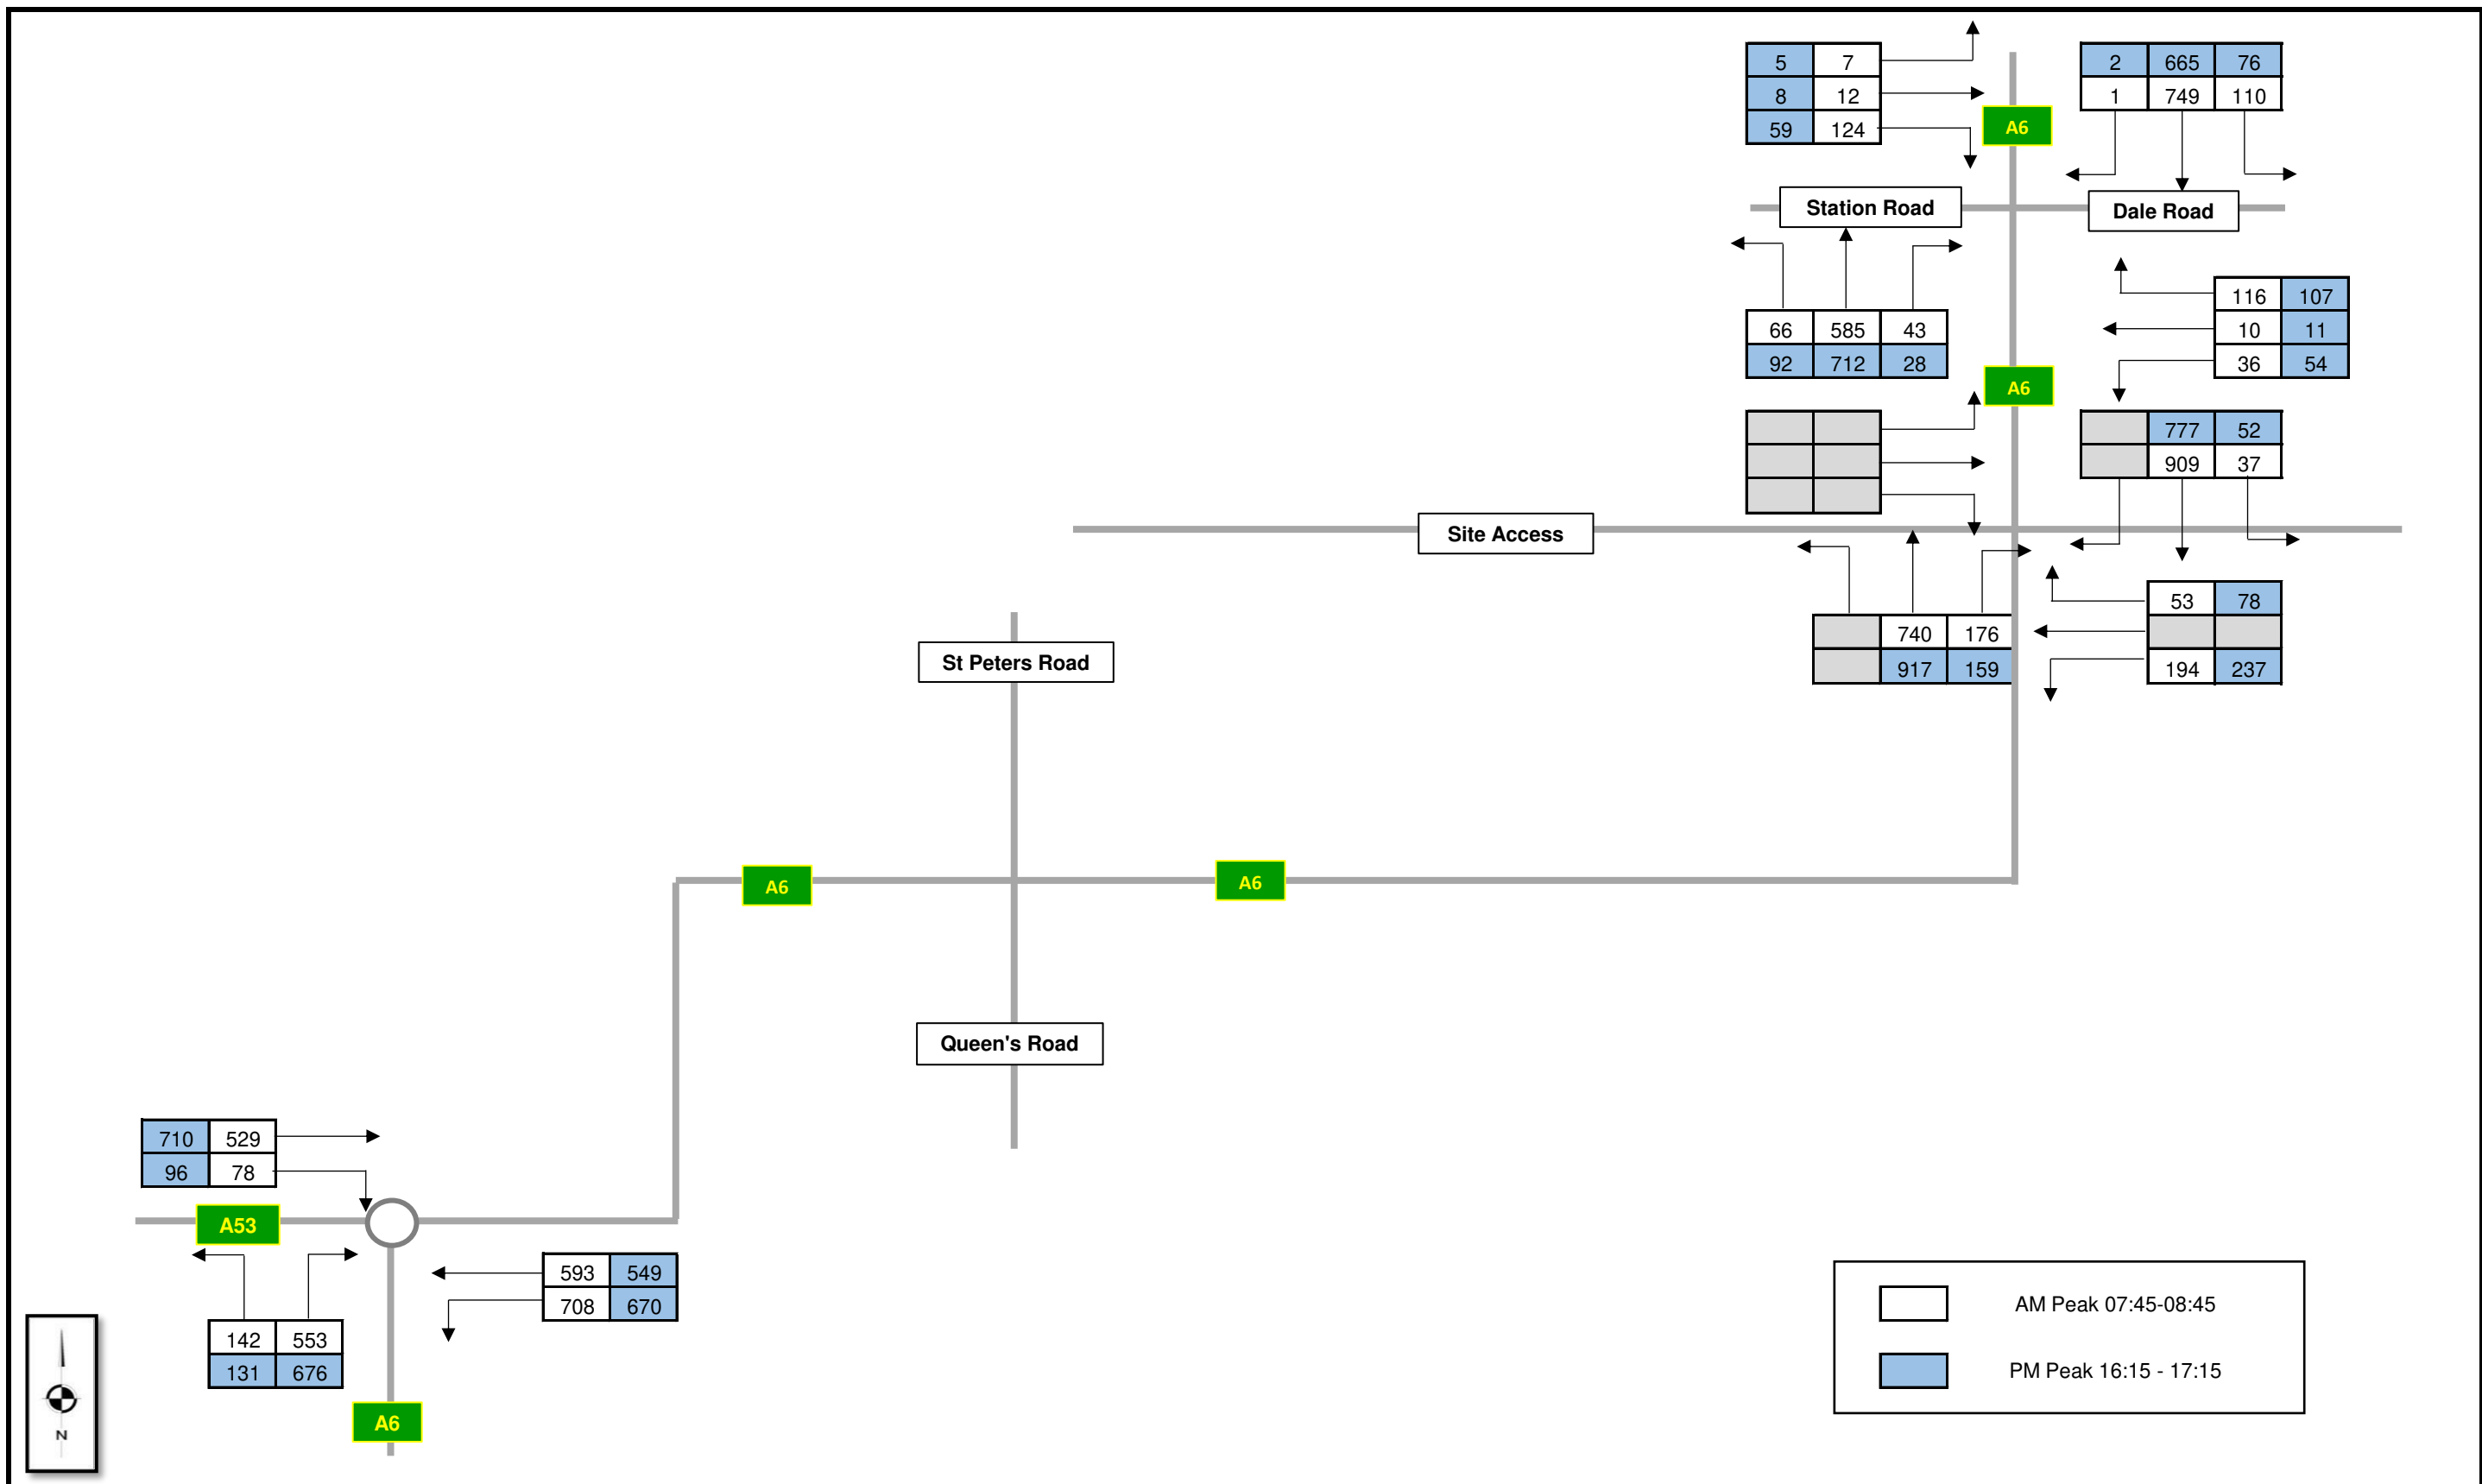 5 7
2 665 76
8 12
1 749 110
59 124
A6
Station Road
Dale Road
116 107
66 585 43
10 11
92 712 28
36 54
A6
777 52
909 37
Site Access
53 78
740 176
St Peters Road
917 159
194 237
A6
A6
Queen's Road
710 529
96 78
A53
593 549
708 670
142 553
131 676
A6
AM Peak 07:45-08:45
PM Peak 16:15 - 17:15
N